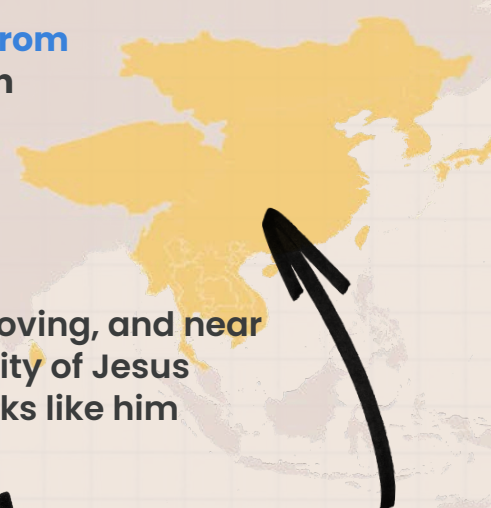 rom
n
oving, and near
ity of Jesus
ks like him